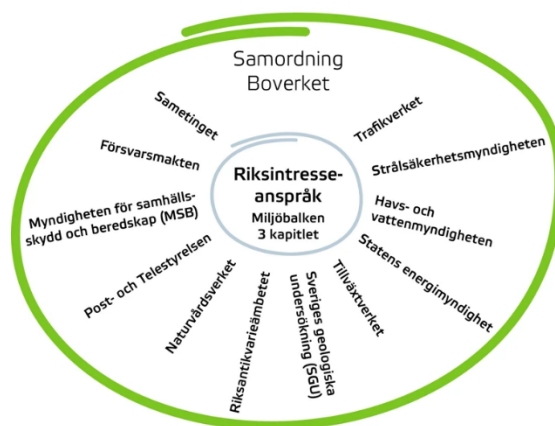 Samordning
Boverket
Sametinget
Försvarsmakten
Myndigheten för samhälls-
skydd och beredskap (MSB)
Post- och Telestyrelsen
Naturvårdsverket
Riksantikvarieämbetet
Sveriges geologiska
undersökning (SGU)
Tillväxtverket
Statens energimyndighet
Havs- och
vattenmyndigheten
Strålsäkerhetsmyndigheten
Trafikverket
Riksintresse-
anspråk
Miljöbalken
3 kapitlet